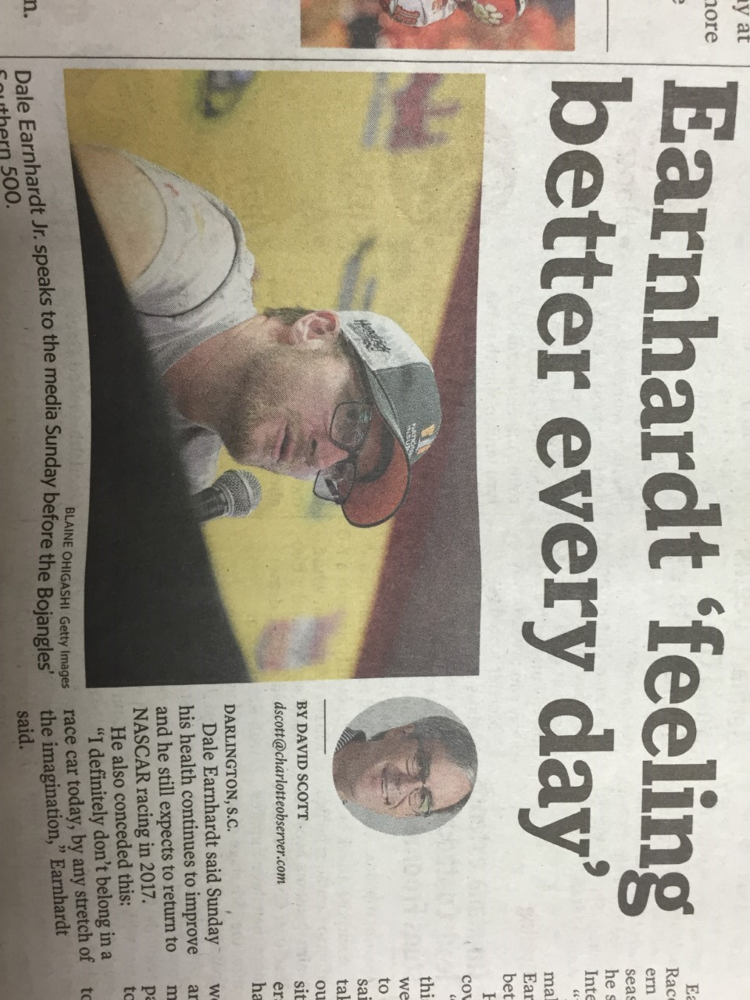 Earnhardt ‘feeling
better every day’
BLAINE OHIGASHI Getty Images
Dale Earnhardt Jr. speaks to the media Sunday before the Bojangles’
Southern 500.
BY DAVID SCOTT
dscott@charlotteobserver.com
DARLINGTON, S.C.
Dale Earnhardt said Sunday
his health continues to improve
and he still expects to return to
NASCAR racing in 2017.
He also conceded this:
“I definitely don’t belong in a
race car today, by any stretch of
the imagination,” Earnhardt
said.